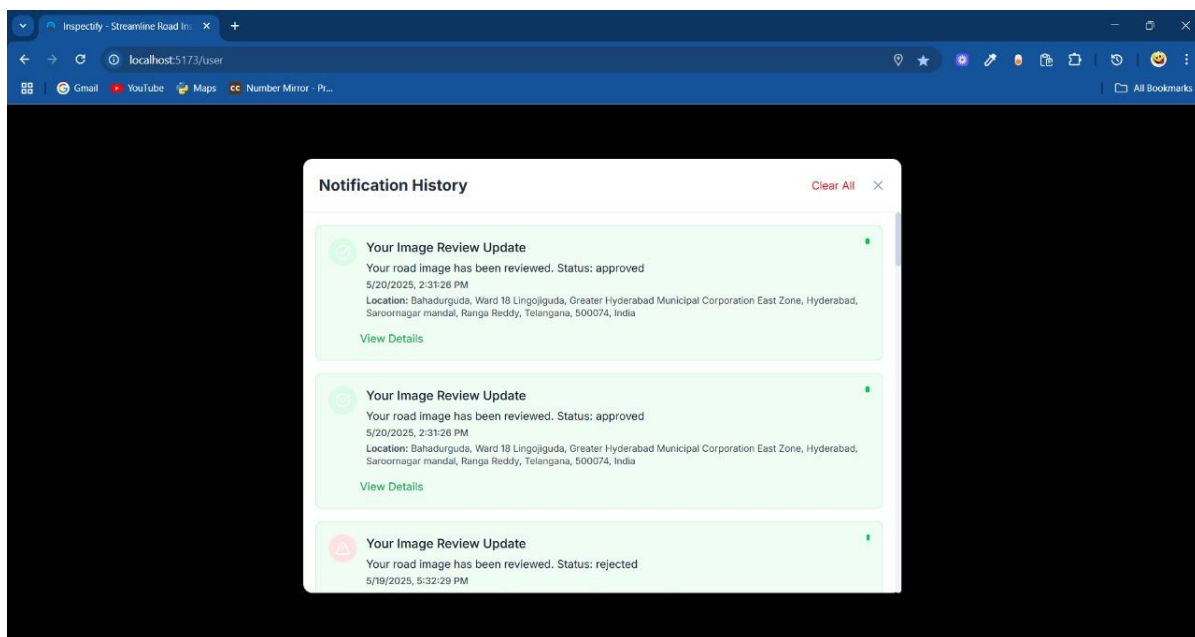 Inspectify - Streamline Road Ins
localhost:5173/user
Gmail YouTube Maps CC Number Mirror - Pr... All Bookmarks
Notification History Clear All
Your Image Review Update
Your road image has been reviewed. Status: approved
5/20/2025, 2:31:26 PM
Location: Bahadurguda, Ward 18 Lingojiguda, Greater Hyderabad Municipal Corporation East Zone, Hyderabad,
Saroornagar mandal, Ranga Reddy, Telangana, 500074, India
View Details
Your Image Review Update
Your road image has been reviewed. Status: approved
5/20/2025, 2:31:26 PM
Location: Bahadurguda, Ward 18 Lingojiguda, Greater Hyderabad Municipal Corporation East Zone, Hyderabad,
Saroornagar mandal, Ranga Reddy, Telangana, 500074, India
View Details
Your Image Review Update
Your road image has been reviewed. Status: rejected
5/19/2025, 5:32:29 PM